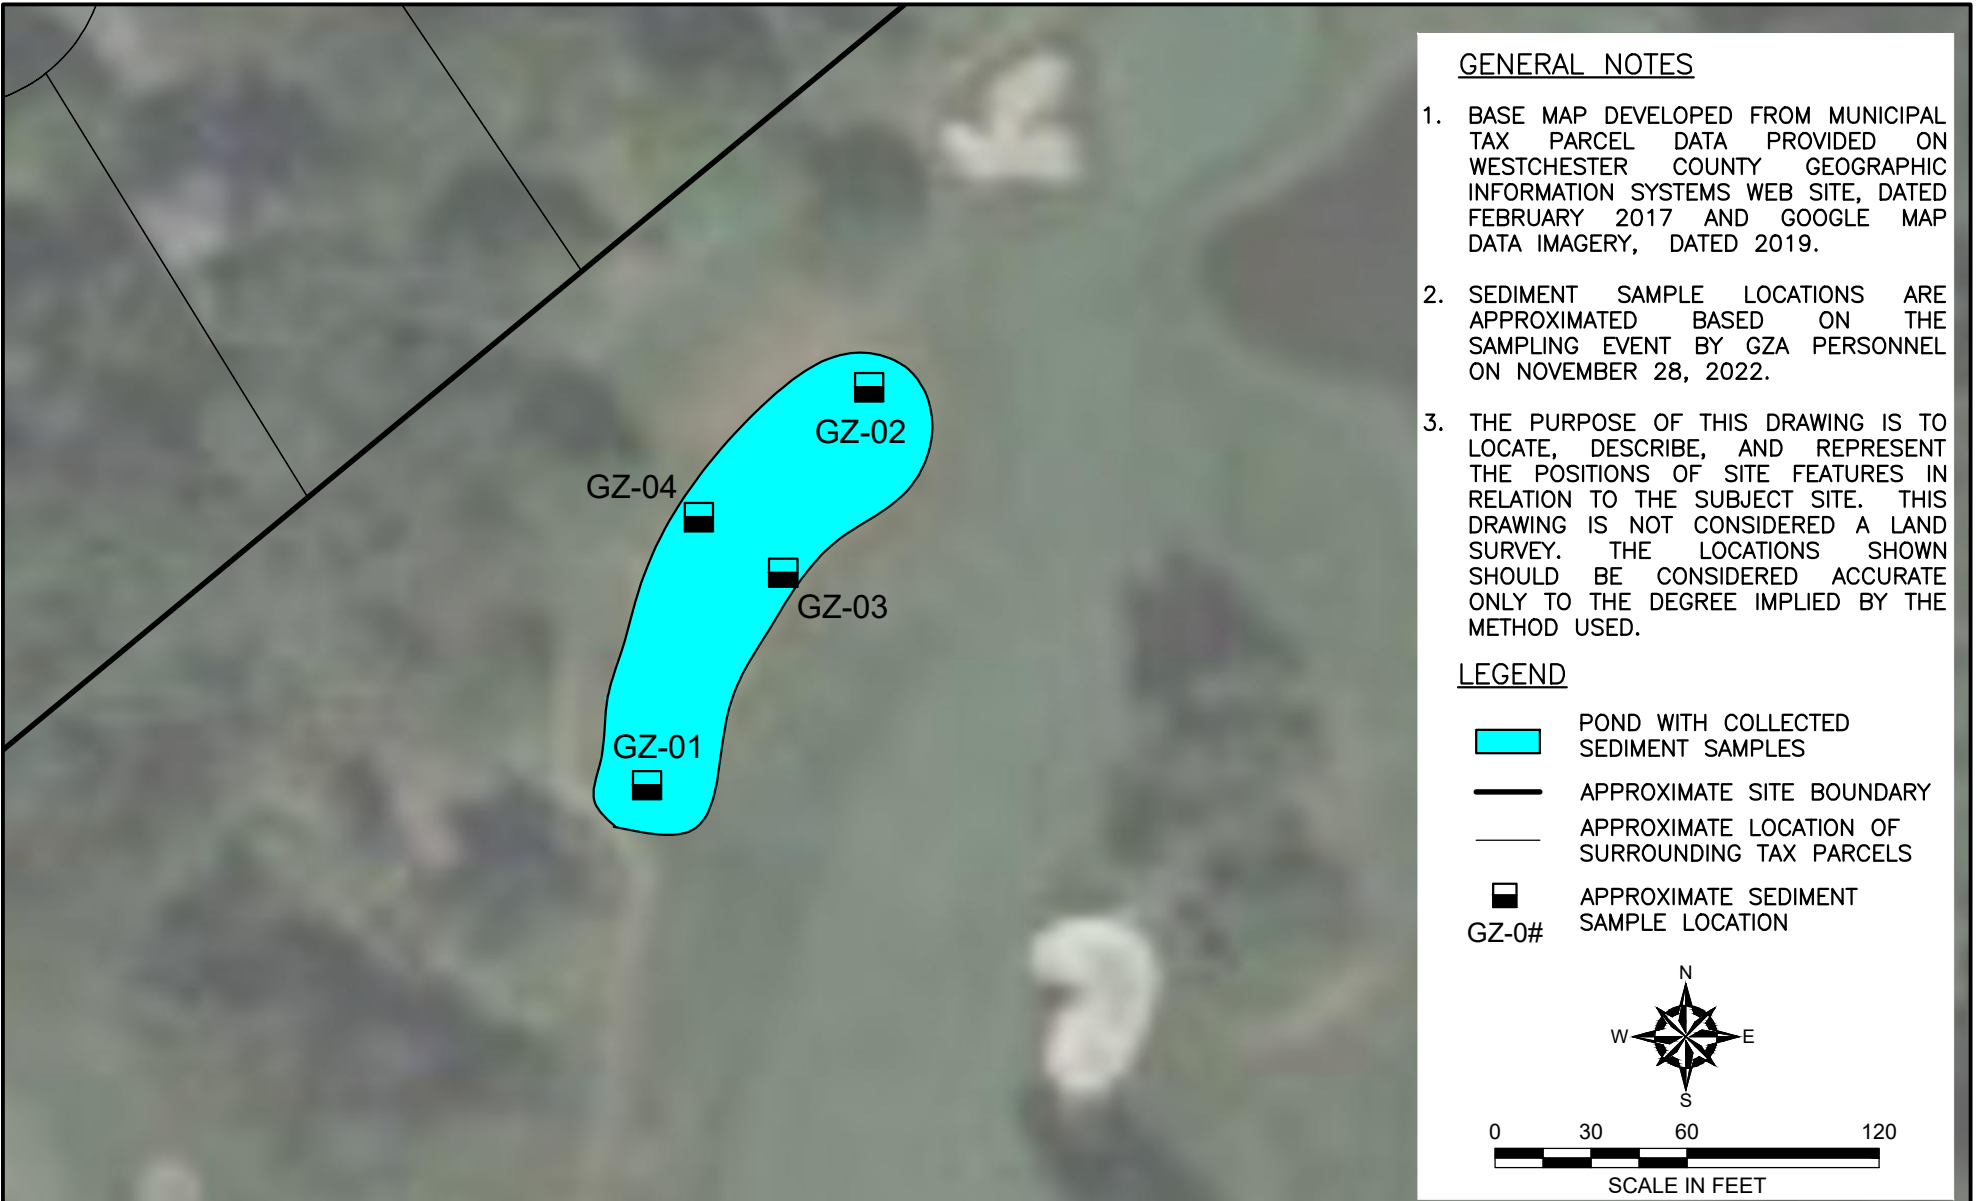 GENERAL NOTES
1. BASE MAP DEVELOPED FROM MUNICIPAL
TAX PARCEL DATA PROVIDED ON
WESTCHESTER COUNTY GEOGRAPHIC
INFORMATION SYSTEMS WEB SITE, DATED
FEBRUARY 2017 AND GOOGLE MAP
DATA IMAGERY, DATED 2019.
2. SEDIMENT SAMPLE LOCATIONS ARE
APPROXIMATED BASED ON THE
SAMPLING EVENT BY GZA PERSONNEL
ON NOVEMBER 28, 2022.
3. THE PURPOSE OF THIS DRAWING IS TO
LOCATE, DESCRIBE, AND REPRESENT
THE POSITIONS OF SITE FEATURES IN
RELATION TO THE SUBJECT SITE. THIS
DRAWING IS NOT CONSIDERED A LAND
SURVEY. THE LOCATIONS SHOWN
SHOULD BE CONSIDERED ACCURATE
ONLY TO THE DEGREE IMPLIED BY THE
METHOD USED.
LEGEND
POND WITH COLLECTED
SEDIMENT SAMPLES
APPROXIMATE SITE BOUNDARY
APPROXIMATE LOCATION OF
SURROUNDING TAX PARCELS
APPROXIMATE SEDIMENT
SAMPLE LOCATION
GZ-0#
N
W E
S
0 30 60 120
SCALE IN FEET
GZ-02
GZ-04
GZ-03
GZ-01